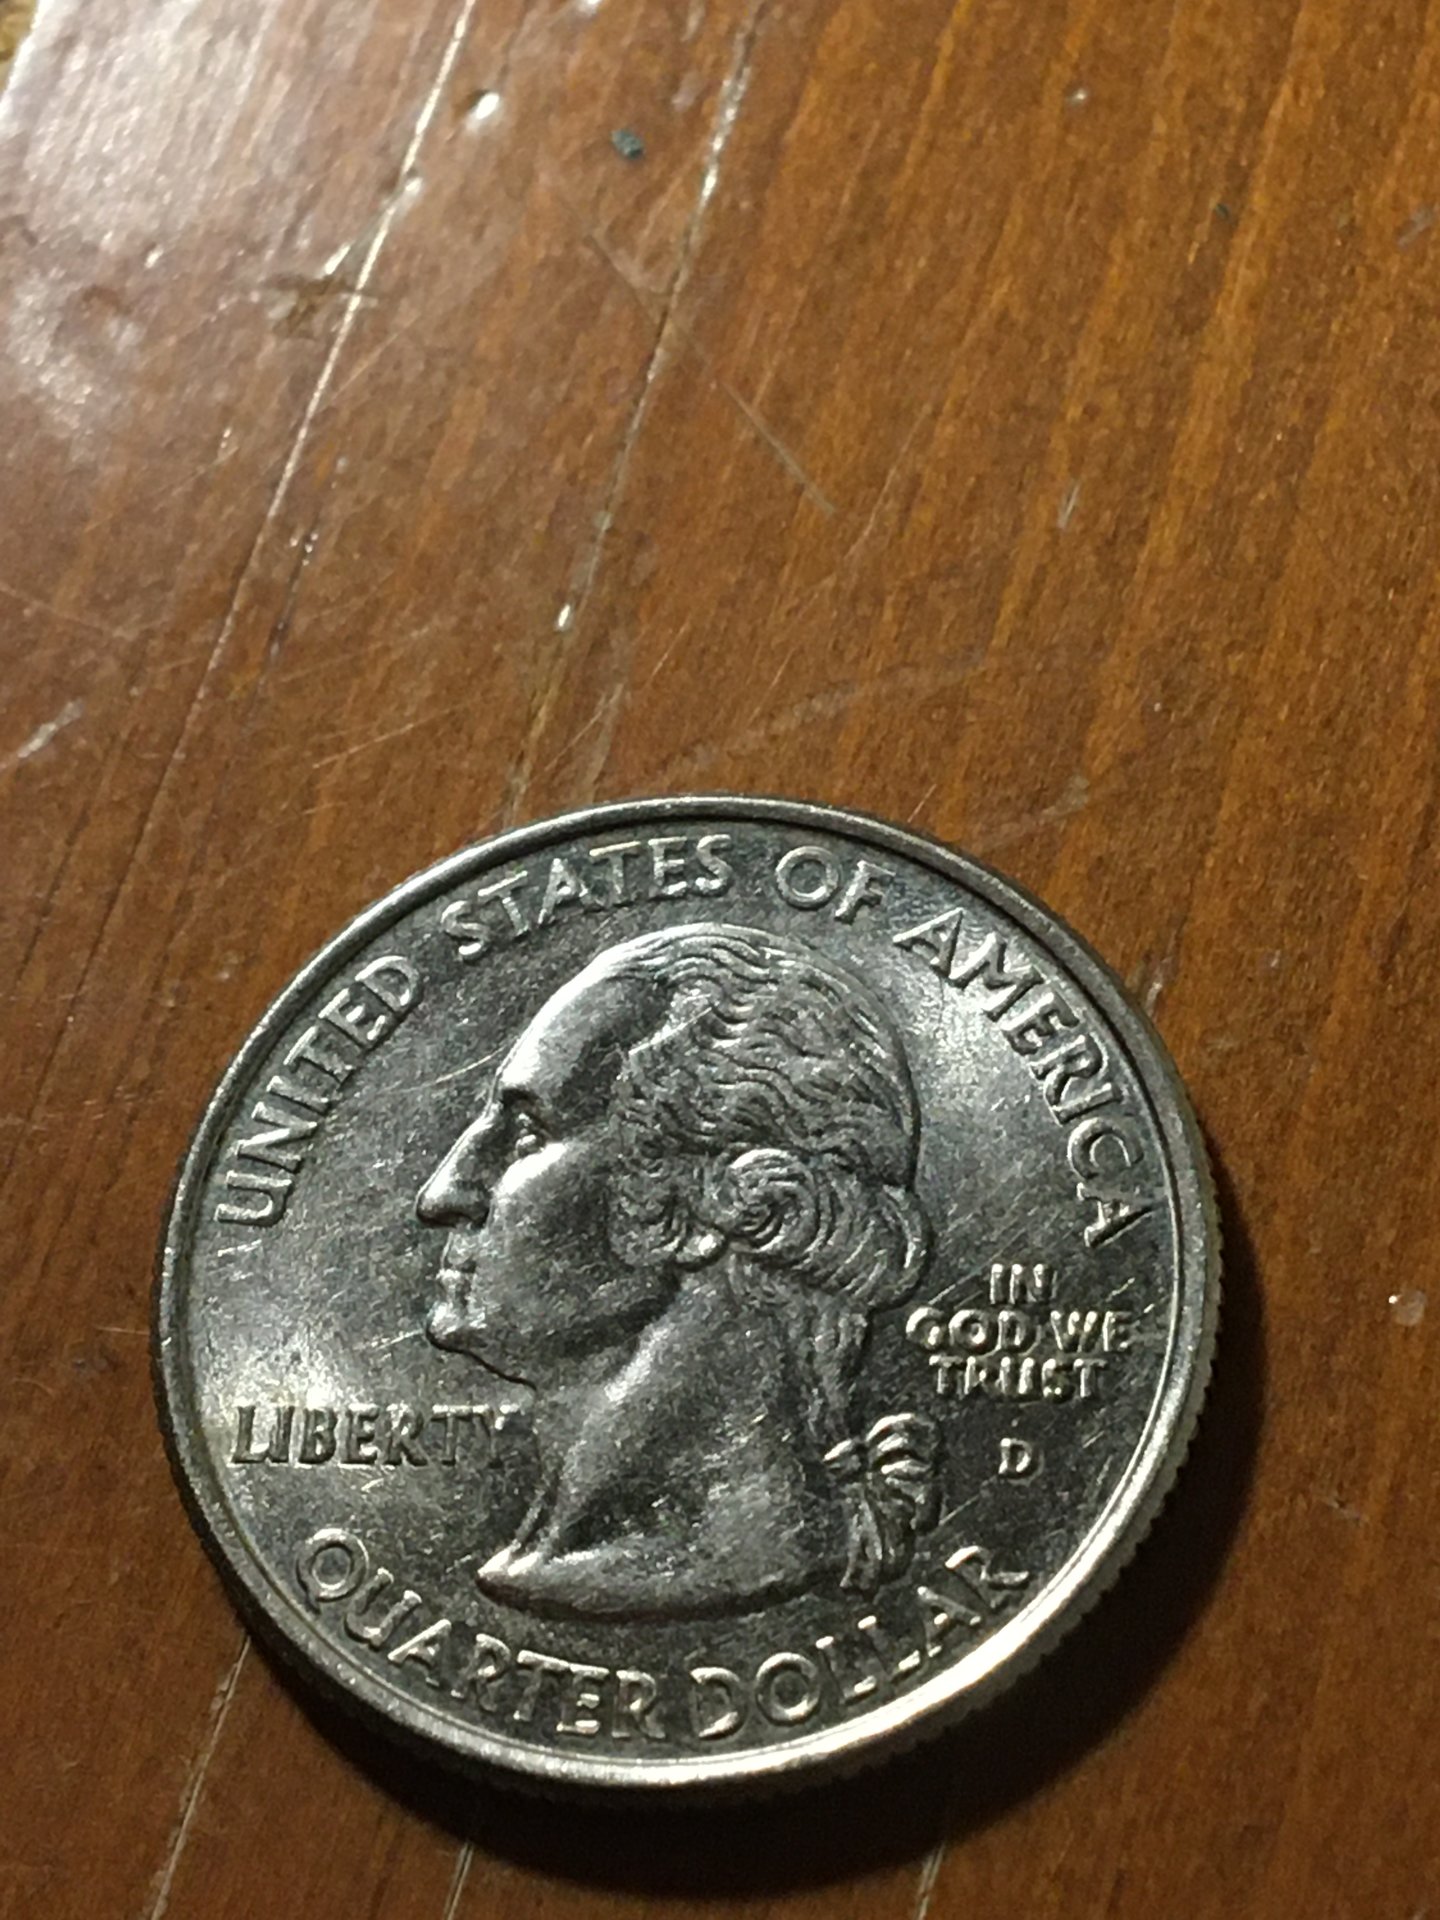 UNITED STATES OF AMERICA
LIBERTY
IN
GOD WE
TRUST
D
QUARTER DOLLAR